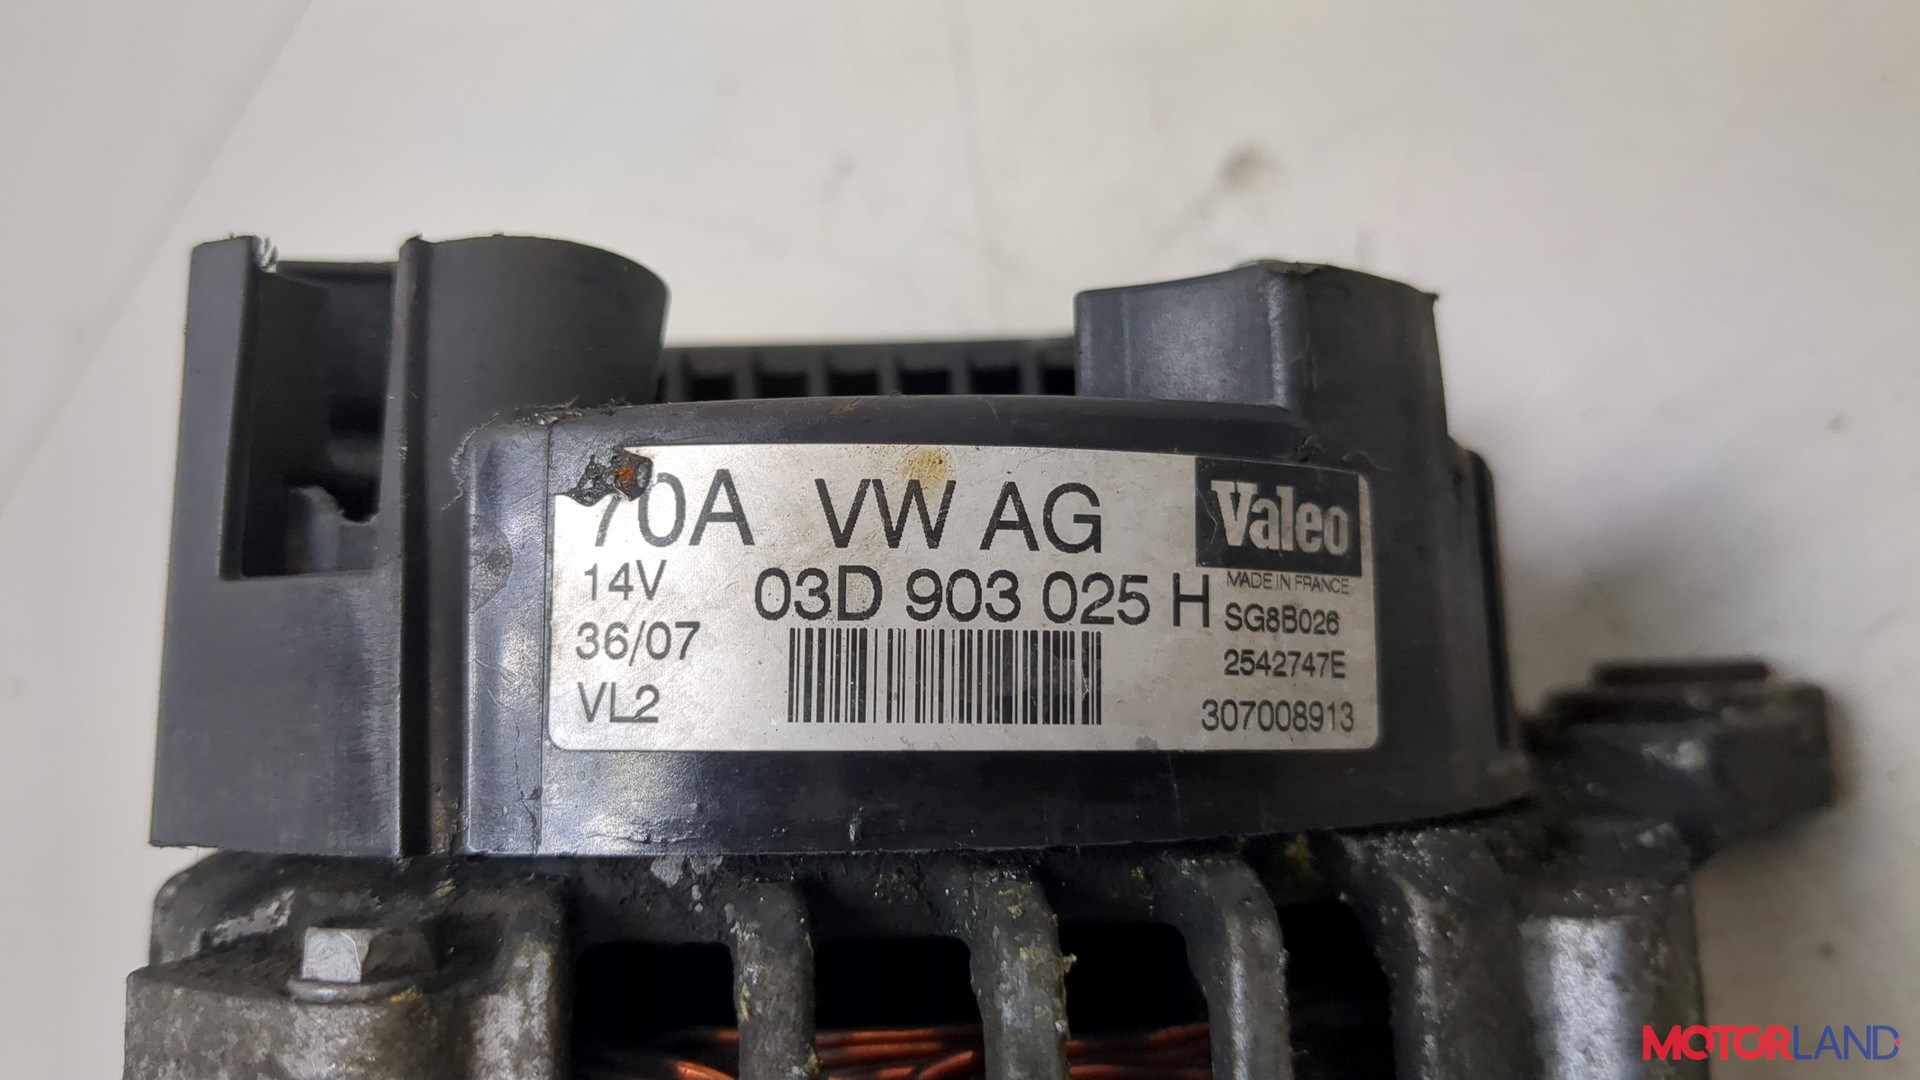 70A VW AG
Valeo
MADE IN FRANCE
14V
03D 903 025 H
SG8B026
36/07
2542747E
VL2
307008913
MOTORLAND